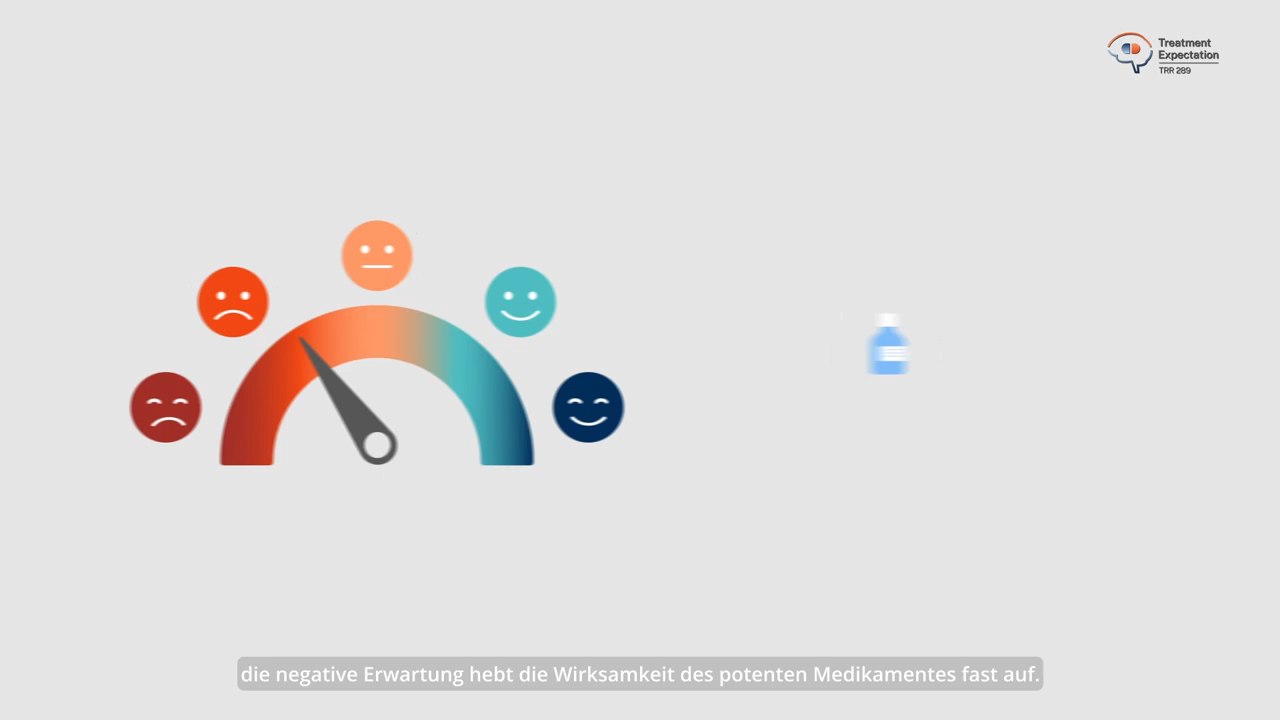 Treatment
Expectation
TRR 289
die negative Erwartung hebt die Wirksamkeit des potenten Medikamentes fast auf.